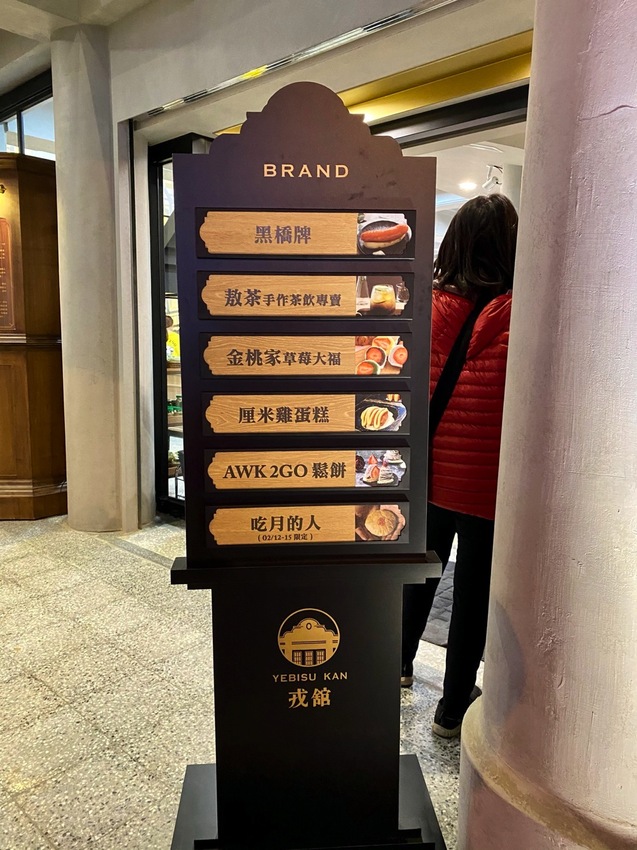 BRAND
黑橋牌
敖茶手作茶飲專賣
金桃家草莓大福
厘米雞蛋糕
AWK 2GO 鬆餅
吃月的人
(02/12-15 限定)
YEBISU KAN
戎舘